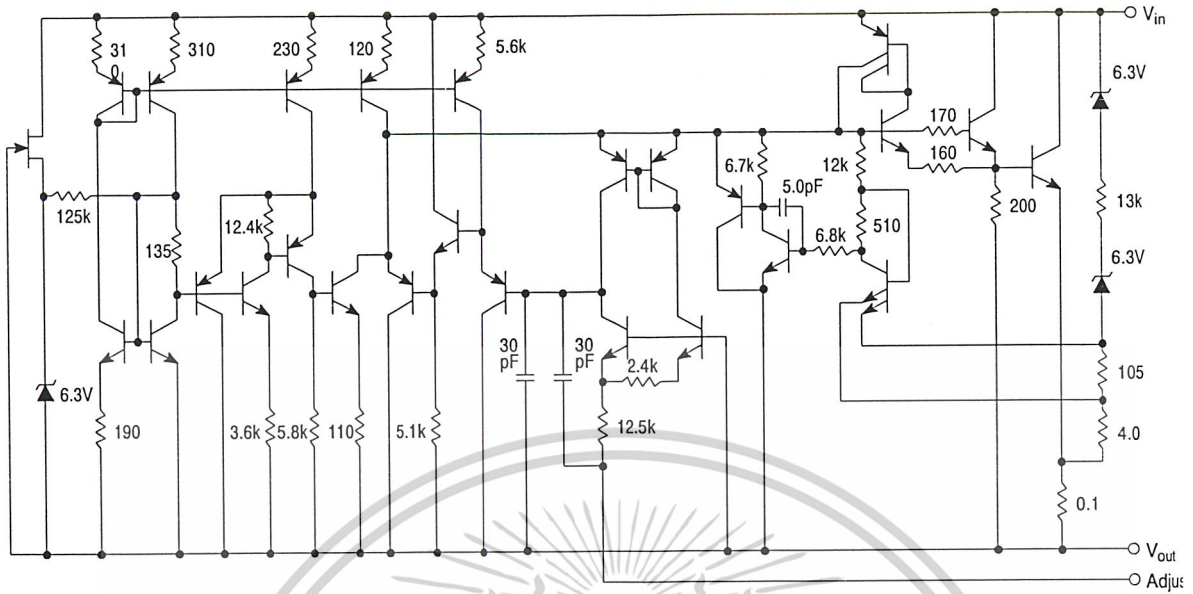 V_in
31
0
310
230
120
5.6k
6.3V
170
160
6.7k
12k
5.0pF
13k
125k
12.4k
6.8k
510
200
135
6.3V
30
pF
30
pF
2.4k
105
6.3V
190
3.6k
5.8k
110
5.1k
12.5k
4.0
0.1
V_out
Adjus